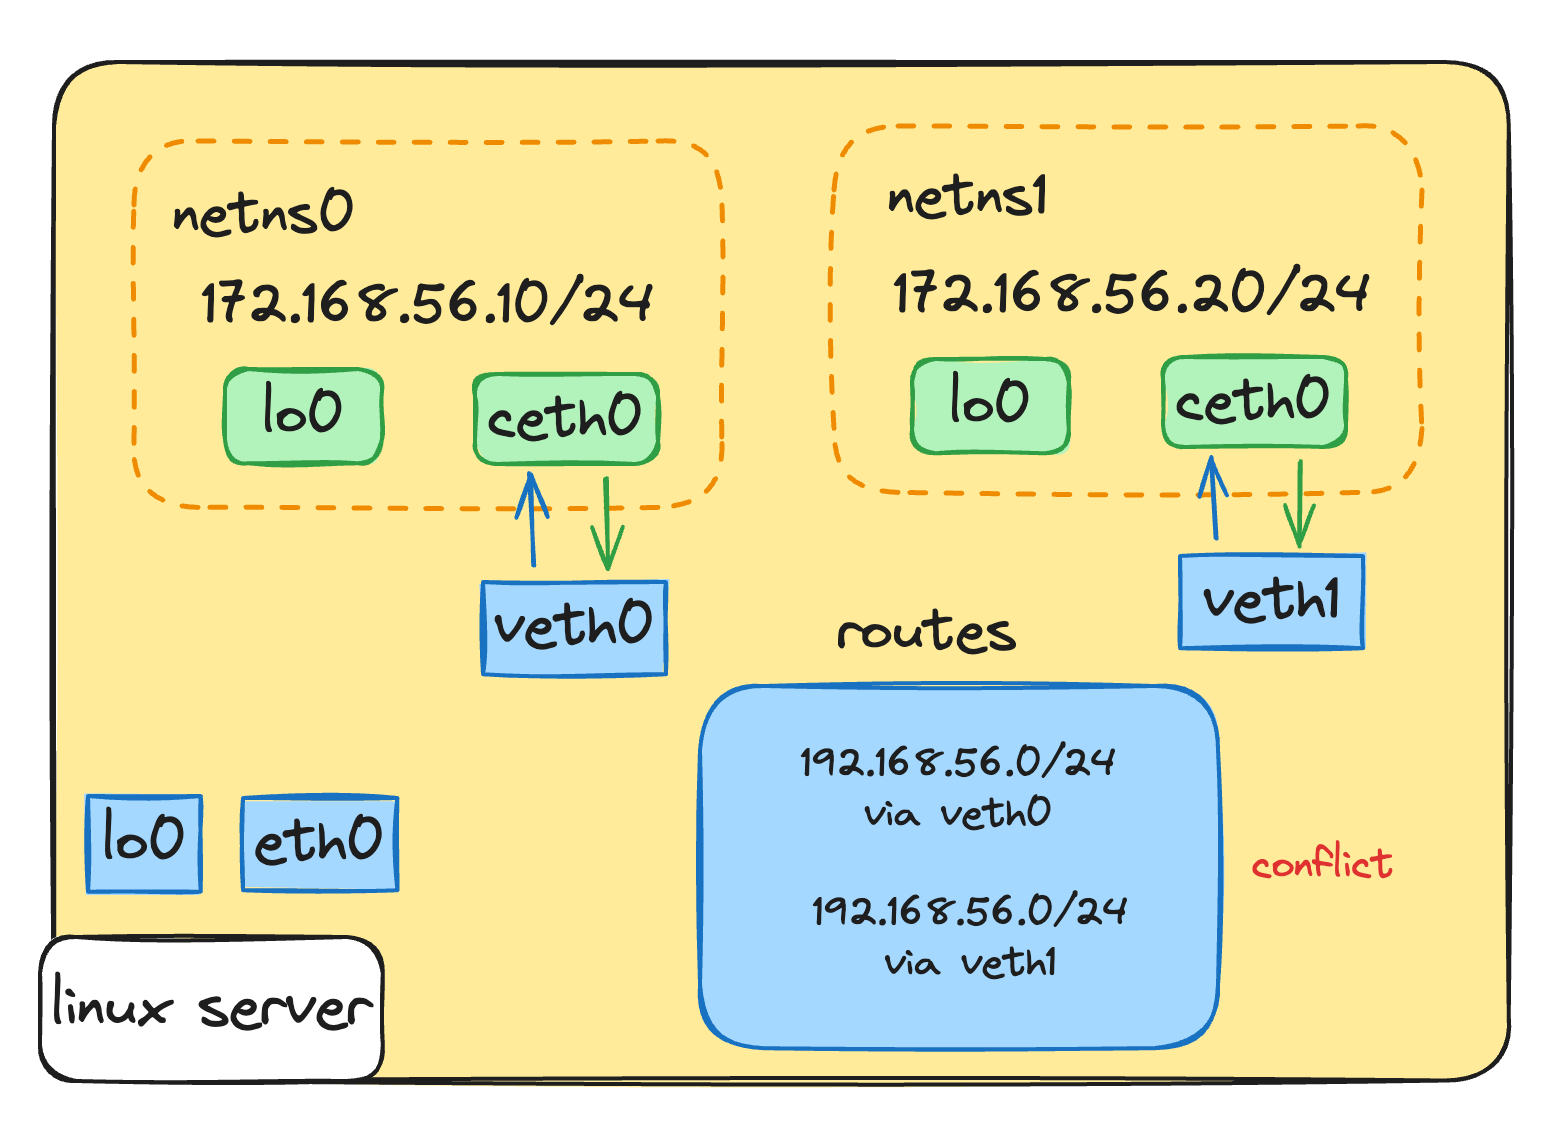 netns0
172.168.56.10/24
lo0
ceth0
netns1
172.168.56.20/24
lo0
ceth0
veth0
veth1
routes
192.168.56.0/24
via veth0
192.168.56.0/24
via veth1
conflict
lo0
eth0
linux server